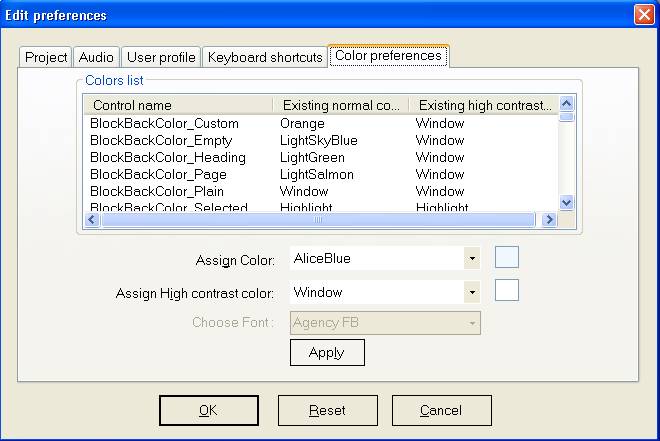 Edit preferences
Project Audio User profile Keyboard shortcuts Color preferences
Colors list
Control name Existing normal co... Existing high contrast...
BlockBackColor_Custom Orange Window
BlockBackColor_Empty LightSkyBlue Window
BlockBackColor_Heading LightGreen Window
BlockBackColor_Page LightSalmon Window
BlockBackColor_Plain Window Window
BlockBackColor_Selected Highlight Highlight
Assign Color: AliceBlue
Assign High contrast color: Window
Choose Font : Agency FB
Apply
OK Reset Cancel